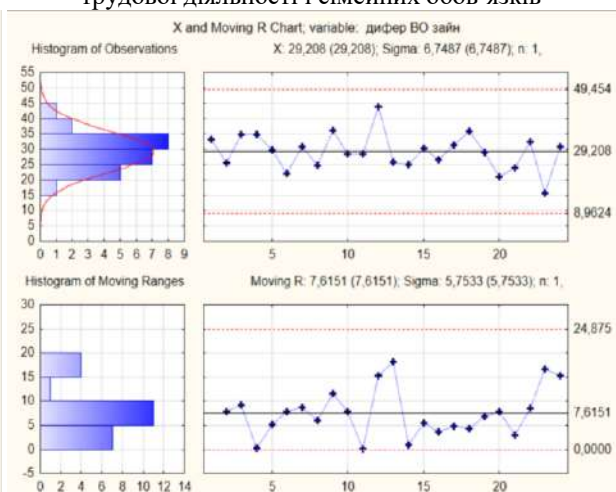 трудової діяльності і сімейних обов'язків
X and Moving R Chart; variable: дифер ВО зайн
Histogram of Observations
X: 29,208 (29,208); Sigma: 6,7487 (6,7487); n: 1,
55
50
45
40
35
30
25
20
15
10
5
0
0 1 2 3 4 5 6 7 8 9
49,454
29,208
8,9624
5 10 15 20
Histogram of Moving Ranges
Moving R: 7,6151 (7,6151); Sigma: 5,7533 (5,7533); n: 1,
30
25
20
15
10
5
0
-5
0 2 4 6 8 10 12 14
24,875
7,6151
0,0000
5 10 15 20